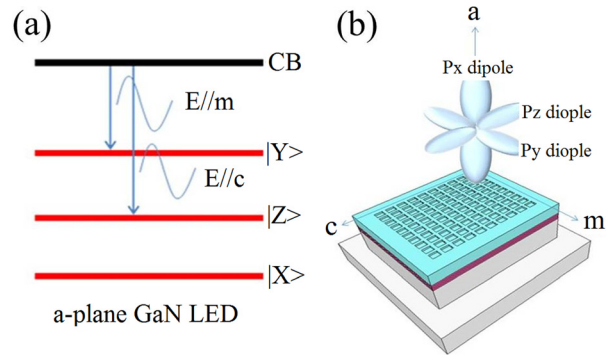 (a)
CB
E//m
|Y>
E//c
|Z>
|X>
a-plane GaN LED
(b)
a
Px dipole
Pz diople
Py diople
c
m